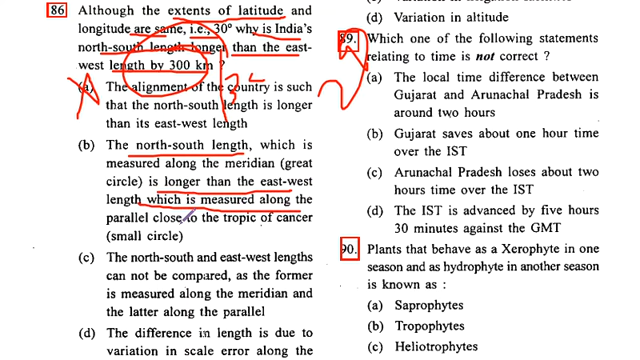 86 Although the extents of latitude and
longitude are same, i.e., 30° why is India's
north-south length longer than the east-
west length by 300 km ?
(a) The alignment of the country is such
that the north-south length is longer
than its east-west length
(b) The north-south length, which is
measured along the meridian (great
circle) is longer than the east-west
length which is measured along the
parallel close to the tropic of cancer
(small circle)
(c) The north-south and east-west lengths
can not be compared, as the former
is measured along the meridian and
the latter along the parallel
(d) The difference in length is due to
variation in scale error along the
(d) Variation in altitude
89. Which one of the following statements
relating to time is not correct ?
(a) The local time difference between
Gujarat and Arunachal Pradesh is
around two hours
(b) Gujarat saves about one hour time
over the IST
(c) Arunachal Pradesh loses about two
hours time over the IST
(d) The IST is advanced by five hours
30 minutes against the GMT
90. Plants that behave as a Xerophyte in one
season and as hydrophyte in another season
is known as :
(a) Saprophytes
(b) Tropophytes
(c) Heliotrophytes